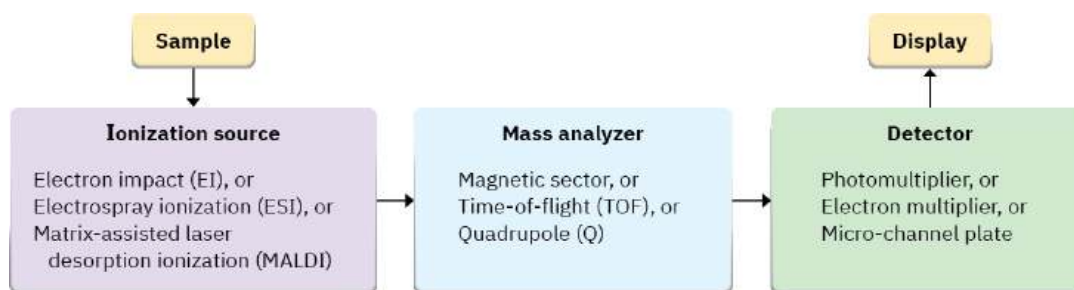 Sample
Display
Ionization source
Electron impact (EI), or
Electrospray ionization (ESI), or
Matrix-assisted laser
desorption ionization (MALDI)
Mass analyzer
Magnetic sector, or
Time-of-flight (TOF), or
Quadrupole (Q)
Detector
Photomultiplier, or
Electron multiplier, or
Micro-channel plate